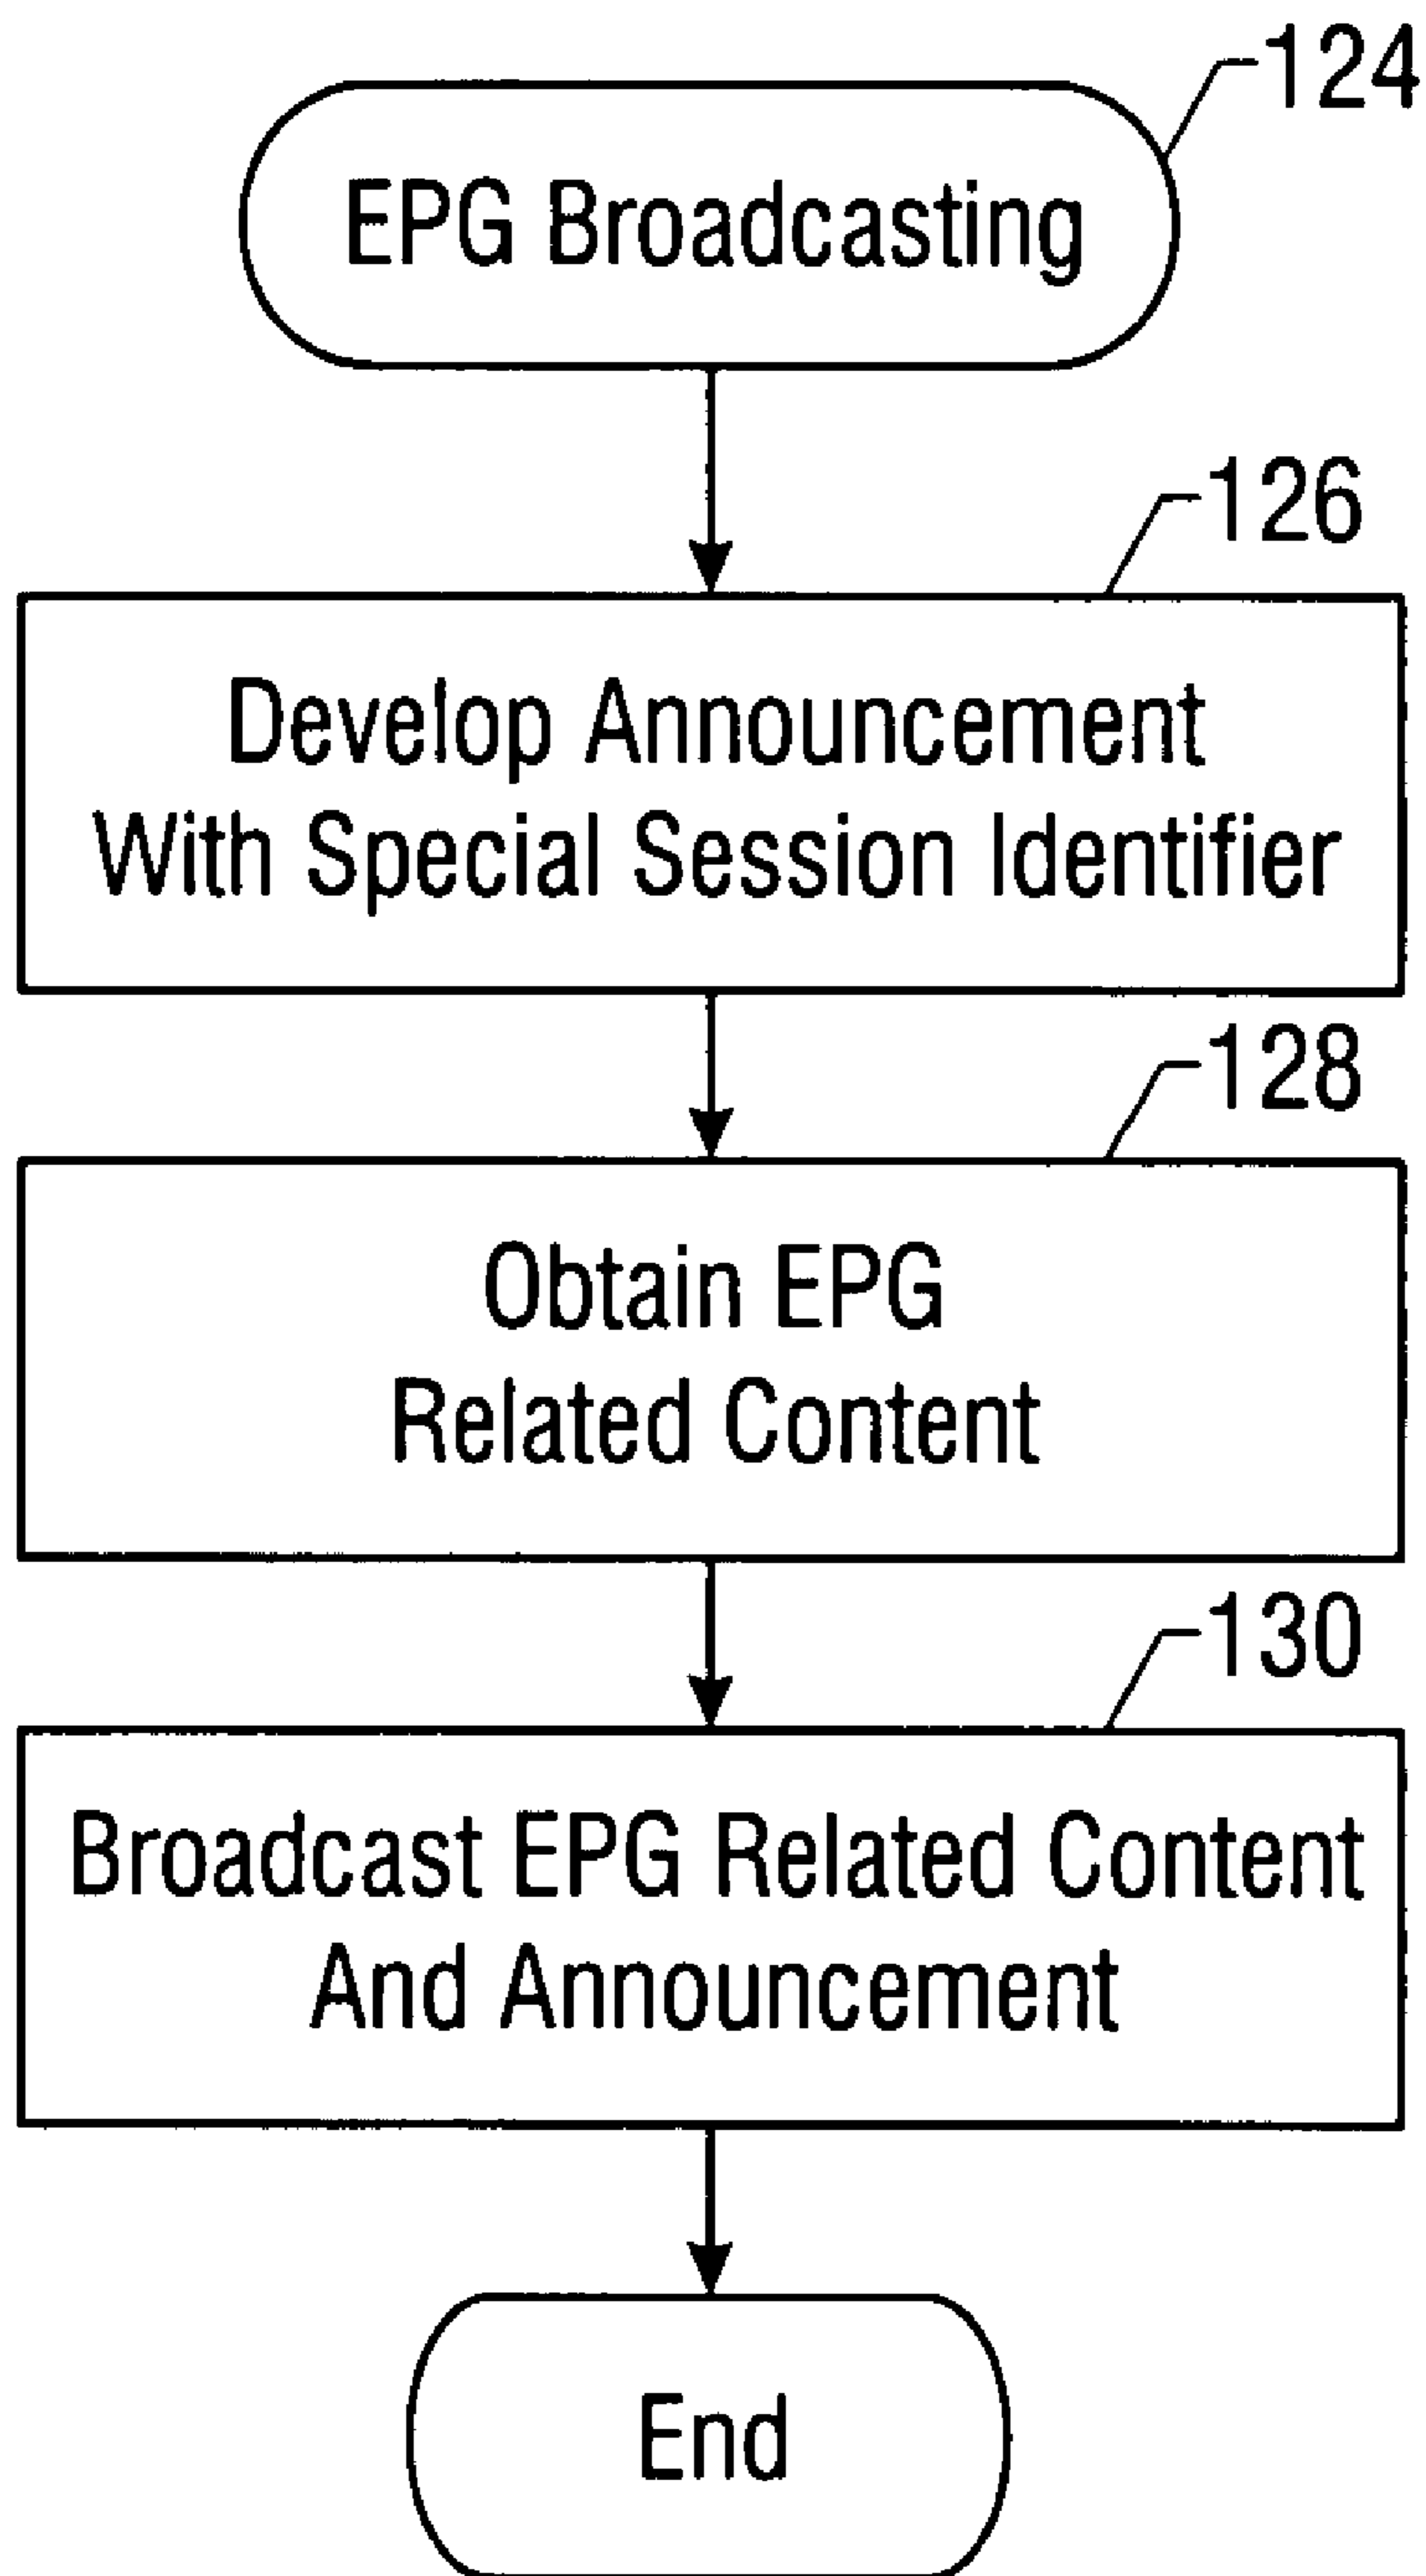 124
EPG Broadcasting
126
Develop Announcement
With Special Session Identifier
128
Obtain EPG
Related Content
130
Broadcast EPG Related Content
And Announcement
End